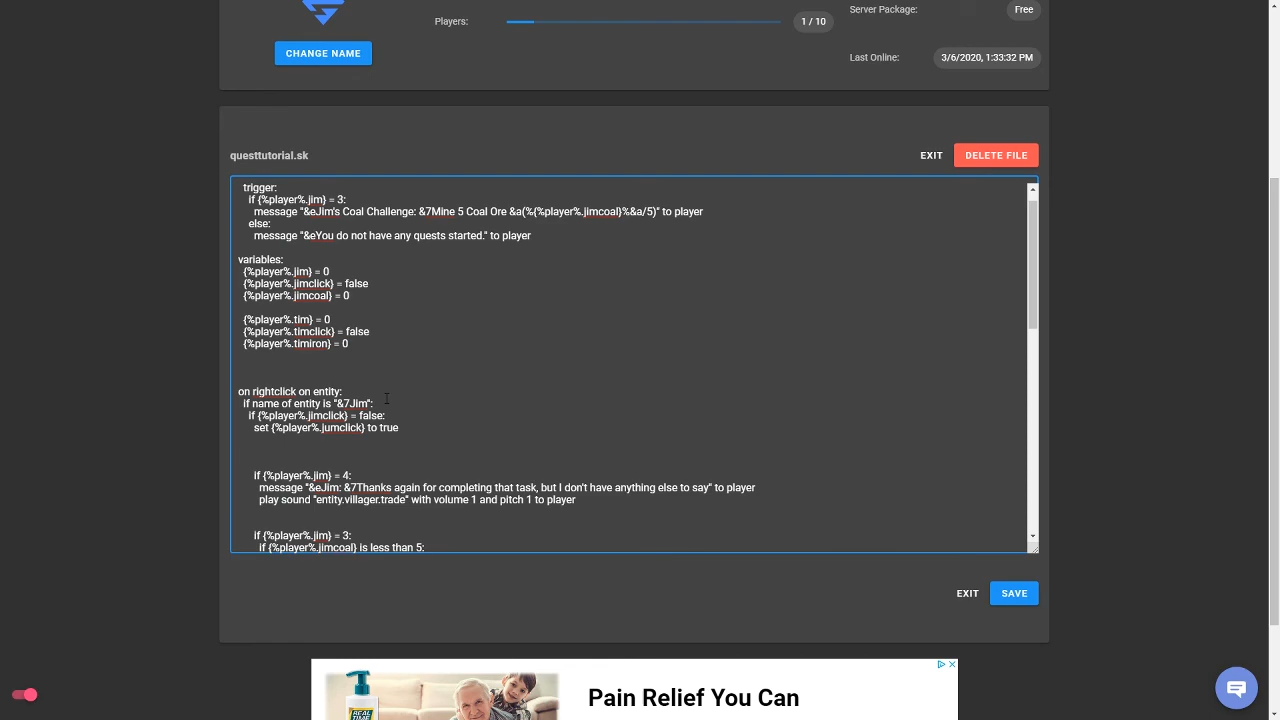 Players:
1 / 10
Server Package:
Free
CHANGE NAME
Last Online:
3/6/2020, 1:33:32 PM
questtutorial.sk
EXIT
DELETE FILE
trigger:
if {%player%.jim} = 3:
message "&eJim's Coal Challenge: &7Mine 5 Coal Ore &a(%{%player%.jimcoal}%&a/5)" to player
else:
message "&eYou do not have any quests started." to player
variables:
{%player%.jim} = 0
{%player%.jimclick} = false
{%player%.jimcoal} = 0
{%player%.tim} = 0
{%player%.timclick} = false
{%player%.timiron} = 0
on rightclick on entity:
if name of entity is "&7Jim":
if {%player%.jimclick} = false:
set {%player%.jumclick} to true
if {%player%.jim} = 4:
message "&eJim: &7Thanks again for completing that task, but I don't have anything else to say" to player
play sound "entity.villager.trade" with volume 1 and pitch 1 to player
if {%player%.jim} = 3:
if {%player%.jimcoal} is less than 5:
EXIT
SAVE
REAL TIME
Pain Relief You Can